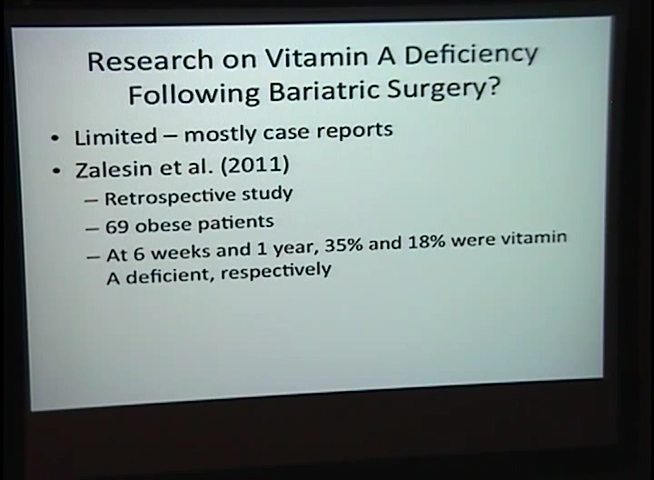 Research on Vitamin A Deficiency
Following Bariatric Surgery?
• Limited – mostly case reports
• Zalesin et al. (2011)
– Retrospective study
– 69 obese patients
– At 6 weeks and 1 year, 35% and 18% were vitamin
A deficient, respectively